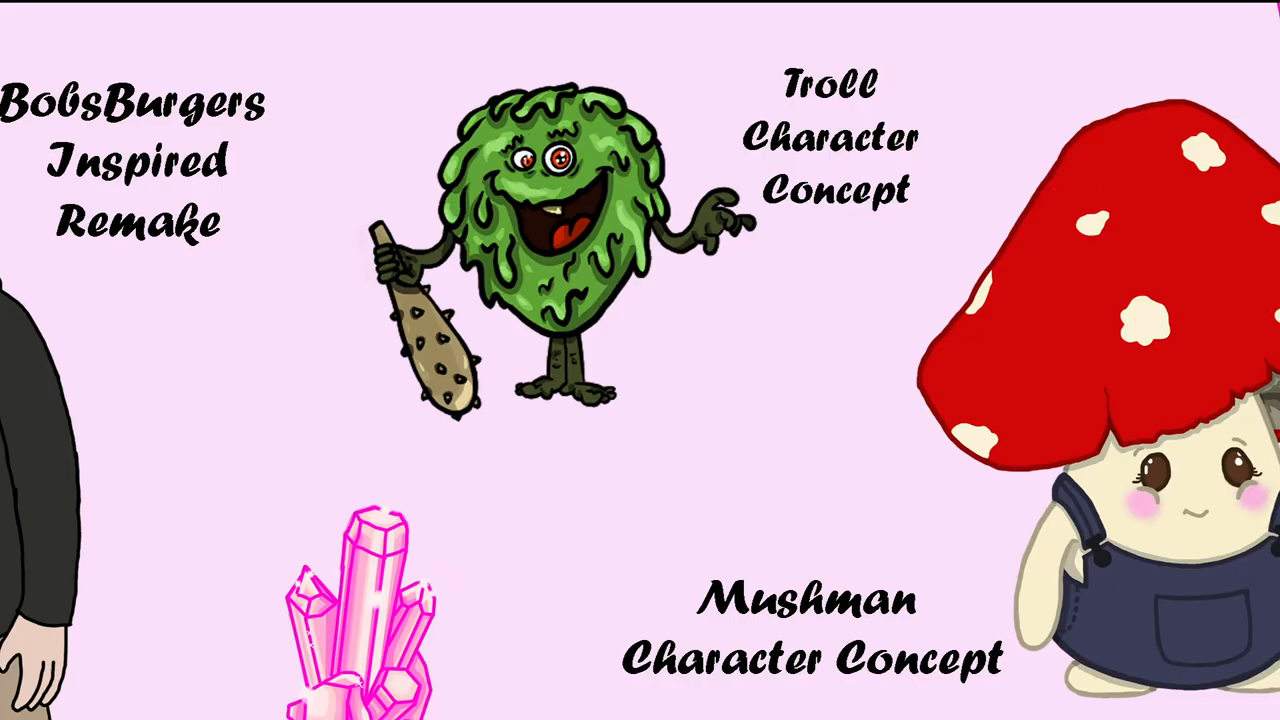 BobsBurgers
Inspired
Remake
Troll
Character
Concept
Mushman
Character Concept